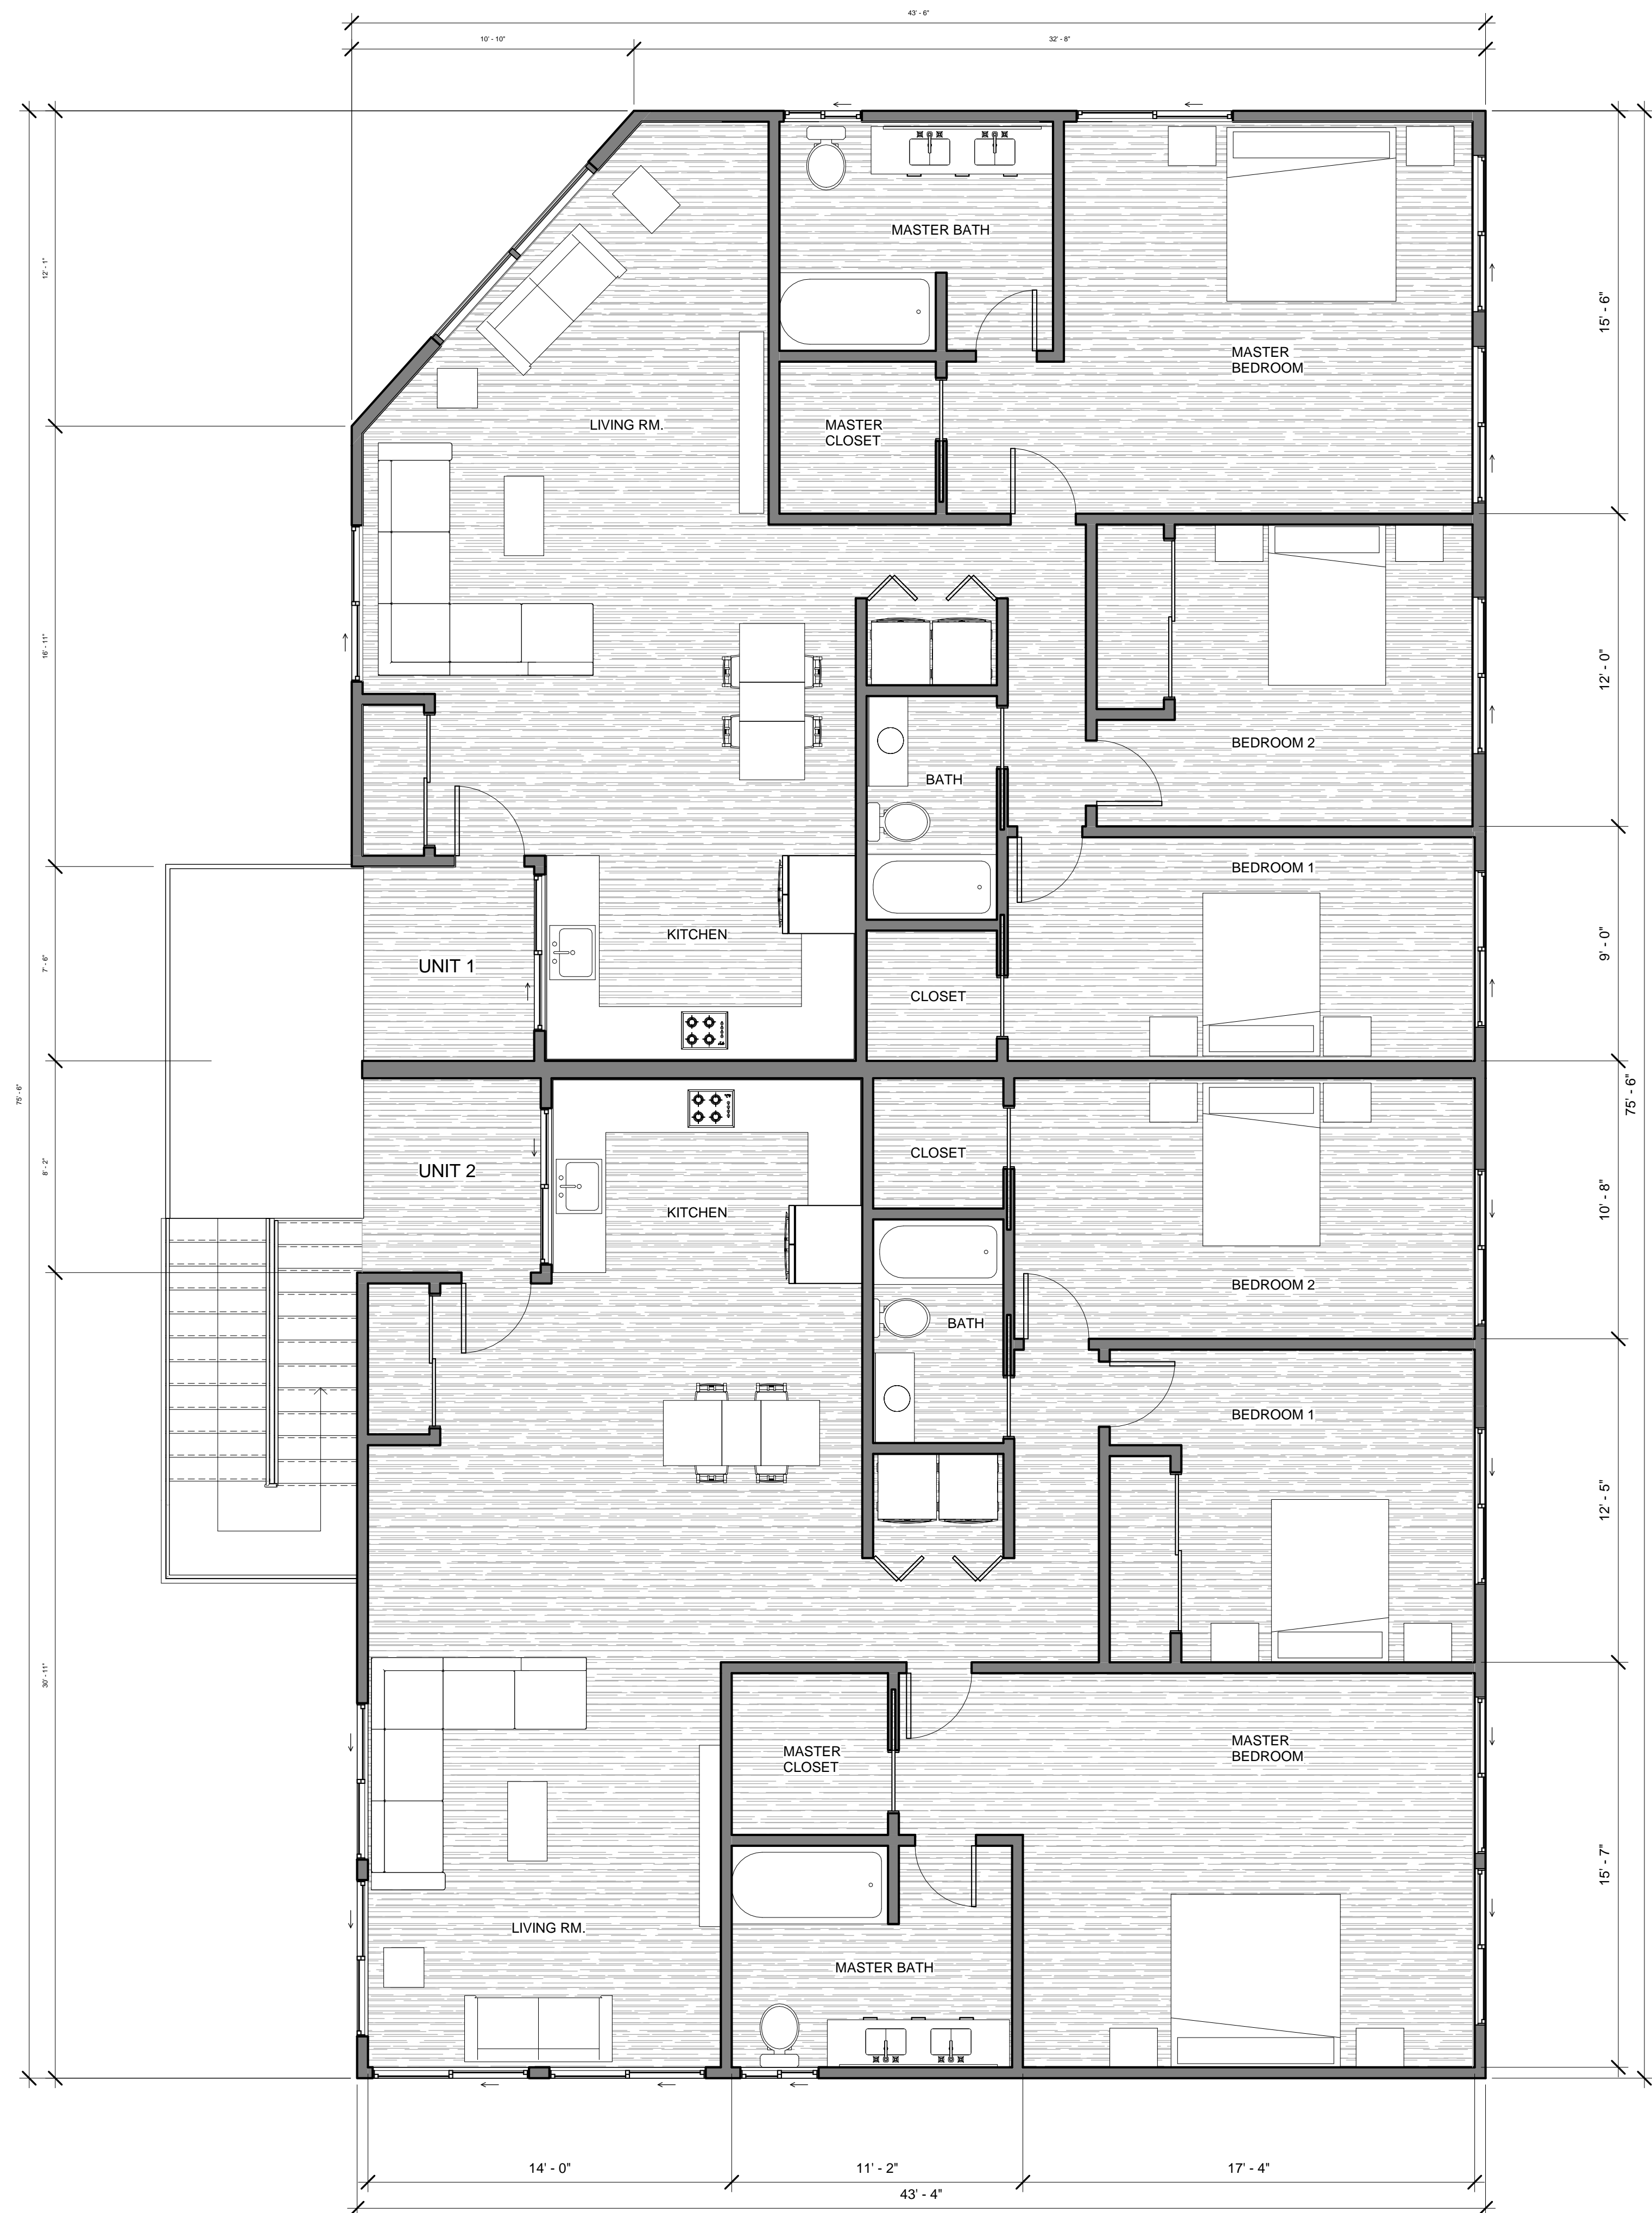 43' - 6"
10' - 10"
32' - 8"
MASTER BATH
12' - 1"
15' - 6"
MASTER
BEDROOM
LIVING RM.
MASTER
CLOSET
16' - 11"
12' - 0"
BEDROOM 2
BATH
BEDROOM 1
KITCHEN
9' - 0"
7' - 6"
UNIT 1
CLOSET
75' - 6"
75' - 6"
CLOSET
8' - 2"
UNIT 2
10' - 8"
KITCHEN
BEDROOM 2
BATH
BEDROOM 1
12' - 5"
30' - 11"
MASTER
BEDROOM
MASTER
CLOSET
15' - 7"
LIVING RM.
MASTER BATH
14' - 0"
11' - 2"
17' - 4"
43' - 4"